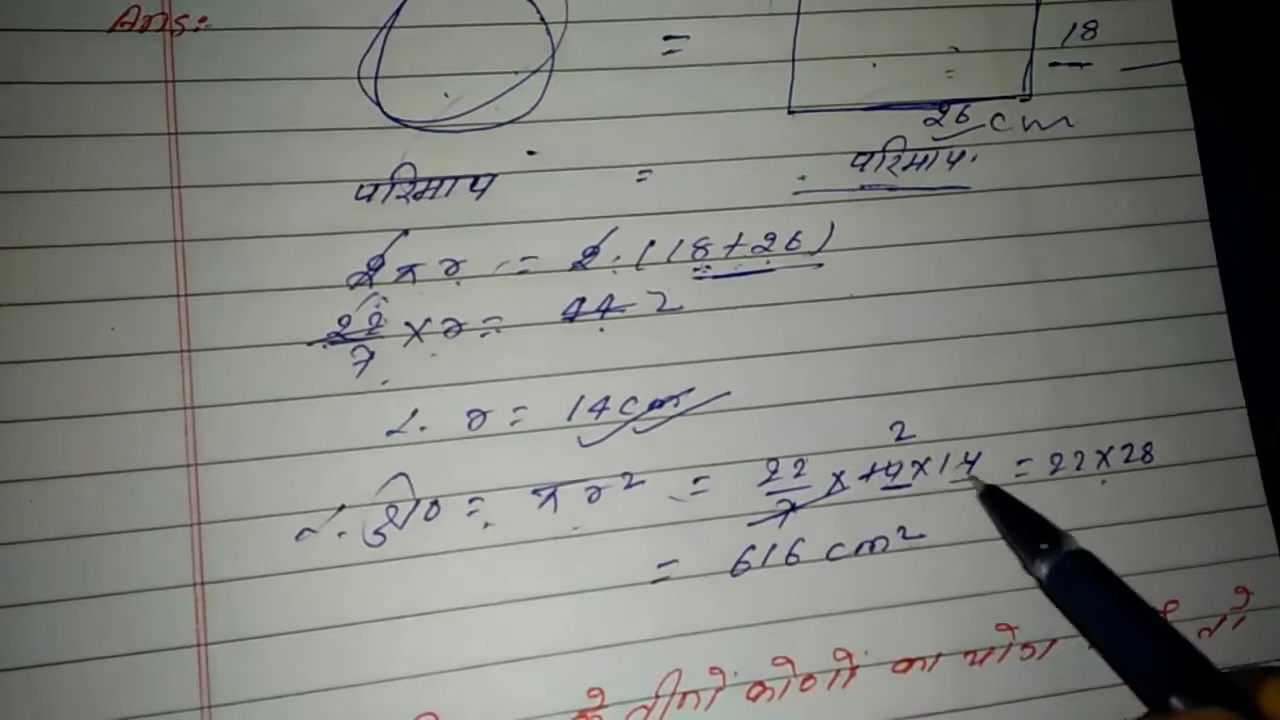 Ans:
= 18
26 cm
परिमाप = परिमाप.
2πr = 2.(18+26)
22/7 × r = 44 2
∴ r = 14cm
∴ क्षे० = πr² = 22/7 × 14 × 14 = 22×28
2
= 616 cm²
के तीनो कोणो का योग तो